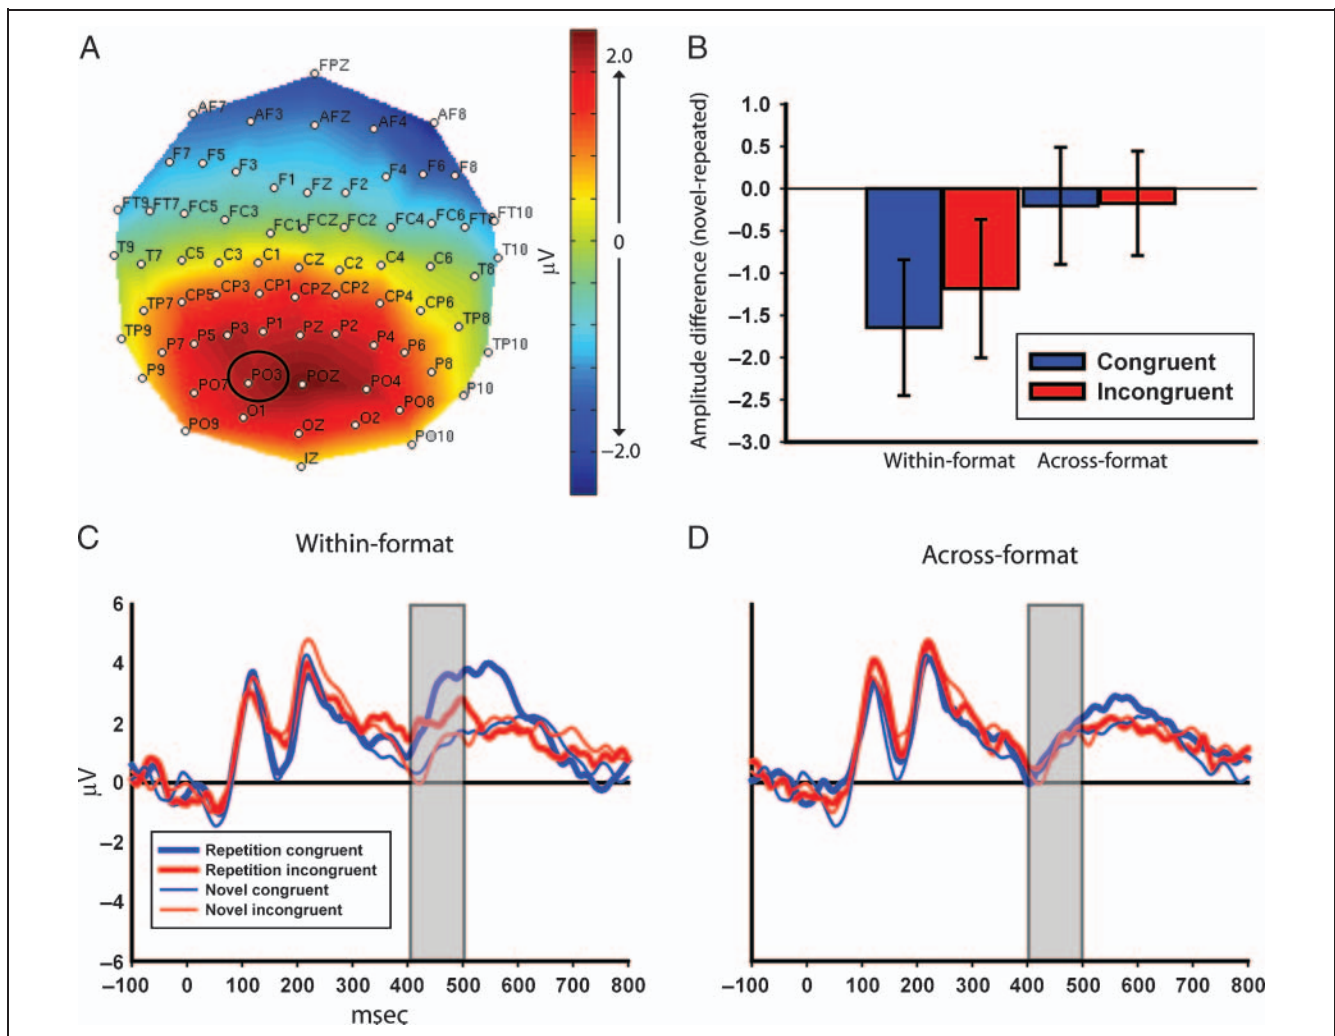 A
FPZ
AF7 AF3 AFZ AF4 AF8
F7 F5 F3 F1 FZ F2 F4 F6 F8
FT9 FT7 FC5 FC3 FC1 FCZ FC2 FC4 FC6 FT8 FT10
T9 T7 C5 C3 C1 CZ C2 C4 C6 T8 T10
TP7 CP5 CP3 CP1 CPZ CP2 CP4 CP6 TP8
TP9 P7 P5 P3 P1 PZ P2 P4 P6 P8 TP10
P9 PO7 PO3 POZ PO4 PO8 P10
PO9 O1 OZ O2 PO10
IZ
2.0
0
−2.0
μV
B
Amplitude difference (novel-repeated)
1.0
0.5
0.0
−0.5
−1.0
−1.5
−2.0
−2.5
−3.0
Congruent
Incongruent
Within-format Across-format
C
Within-format
μV
6
4
2
0
−2
−4
−6
Repetition congruent
Repetition incongruent
Novel congruent
Novel incongruent
−100 0 100 200 300 400 500 600 700 800
msec
D
Across-format
−100 0 100 200 300 400 500 600 700 800